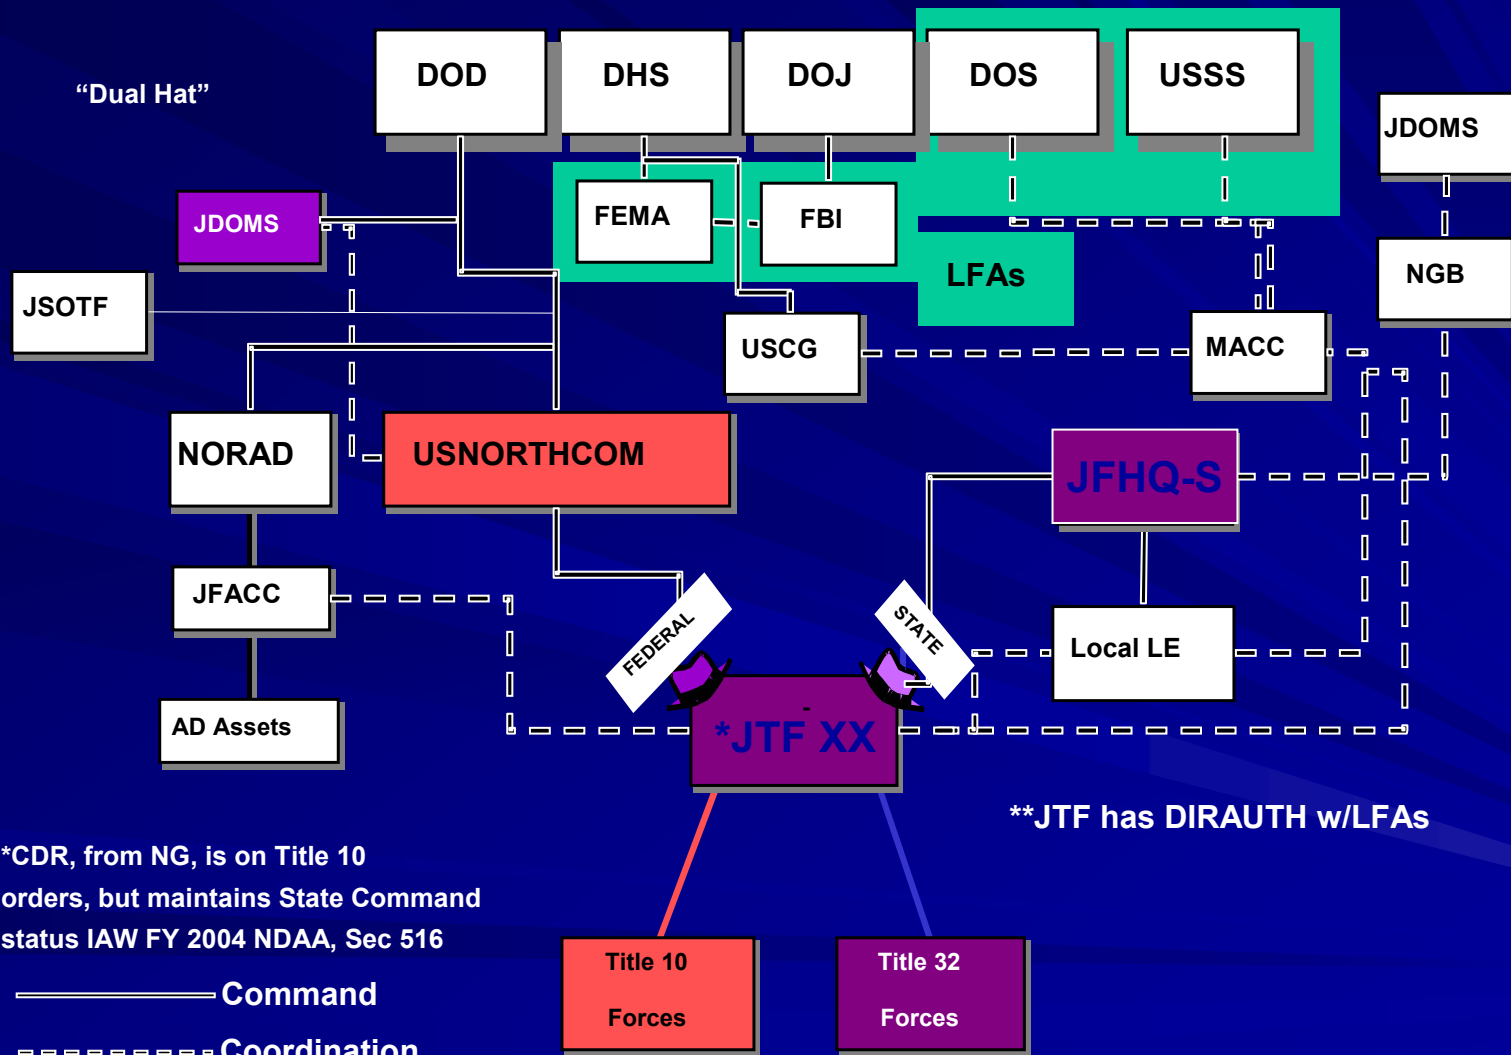 DOD
DHS
DOJ
DOS
USSS
“Dual Hat”
JDOMS
JDOMS
FEMA
FBI
LFAs
NGB
JSOTF
USCG
MACC
NORAD
USNORTHCOM
JFHQ-S
JFACC
FEDERAL
STATE
Local LE
AD Assets
-
*JTF XX
**JTF has DIRAUTH w/LFAs
*CDR, from NG, is on Title 10
orders, but maintains State Command
status IAW FY 2004 NDAA, Sec 516
Title 10
Forces
Title 32
Forces
Command
Coordination